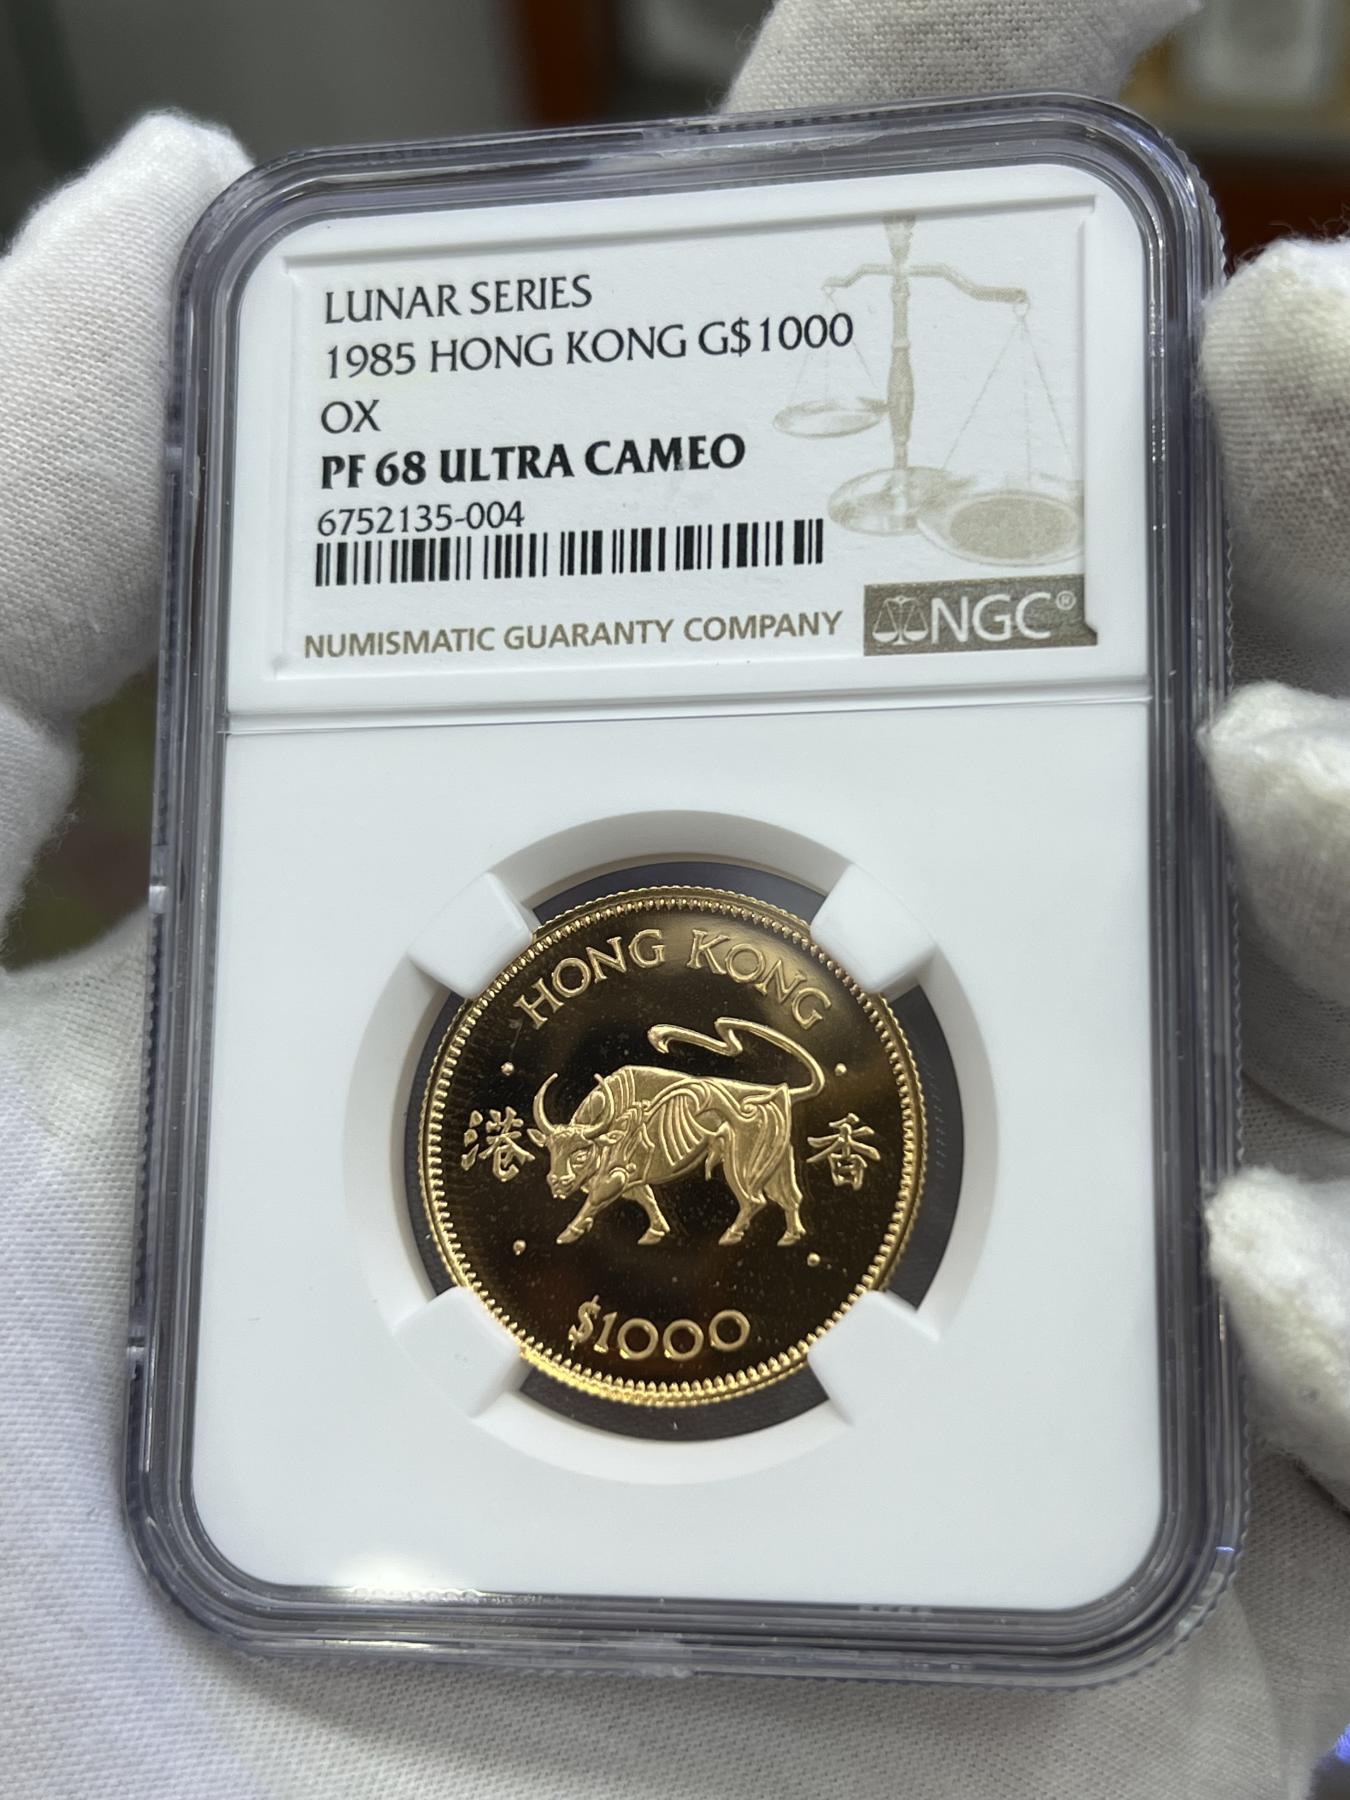 LUNAR SERIES
1985 HONG KONG G$1000
OX
PF 68 ULTRA CAMEO
6752135-004
NUMISMATIC GUARANTY COMPANY
NGC®
HONG KONG
港 香
$1000